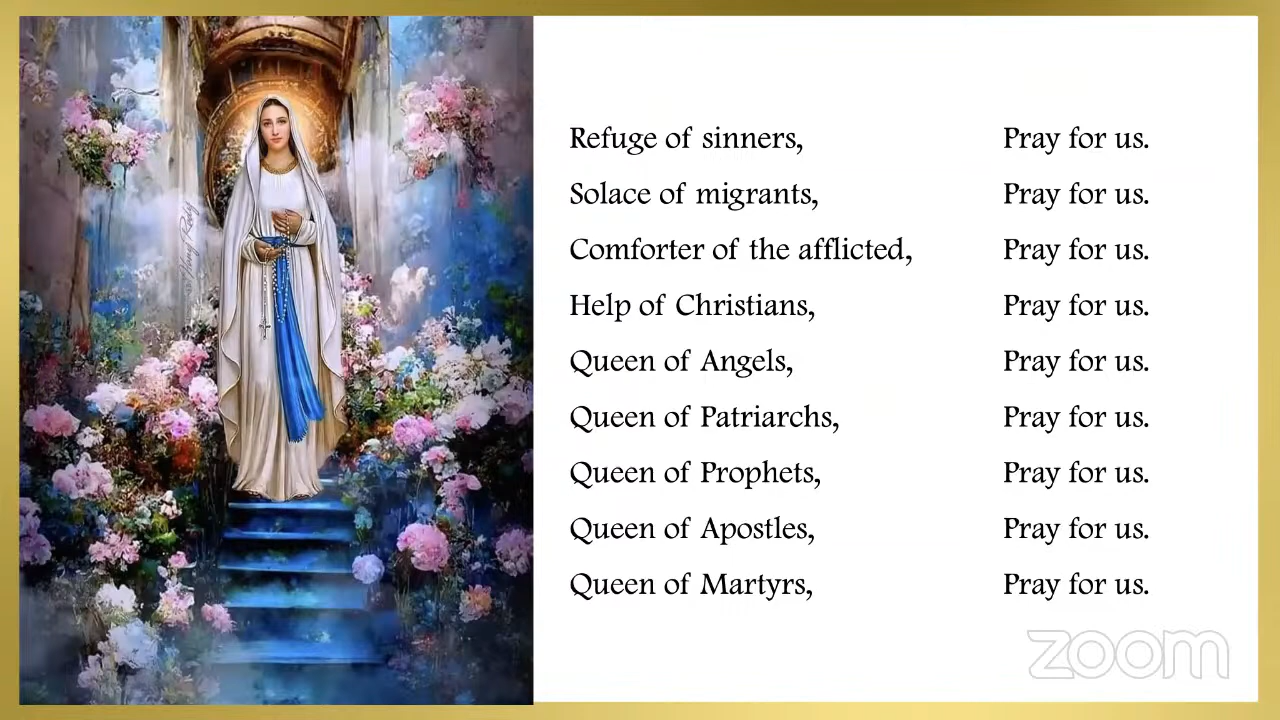 Refuge of sinners, Pray for us.
Solace of migrants, Pray for us.
Comforter of the afflicted, Pray for us.
Help of Christians, Pray for us.
Queen of Angels, Pray for us.
Queen of Patriarchs, Pray for us.
Queen of Prophets, Pray for us.
Queen of Apostles, Pray for us.
Queen of Martyrs, Pray for us.
zoom